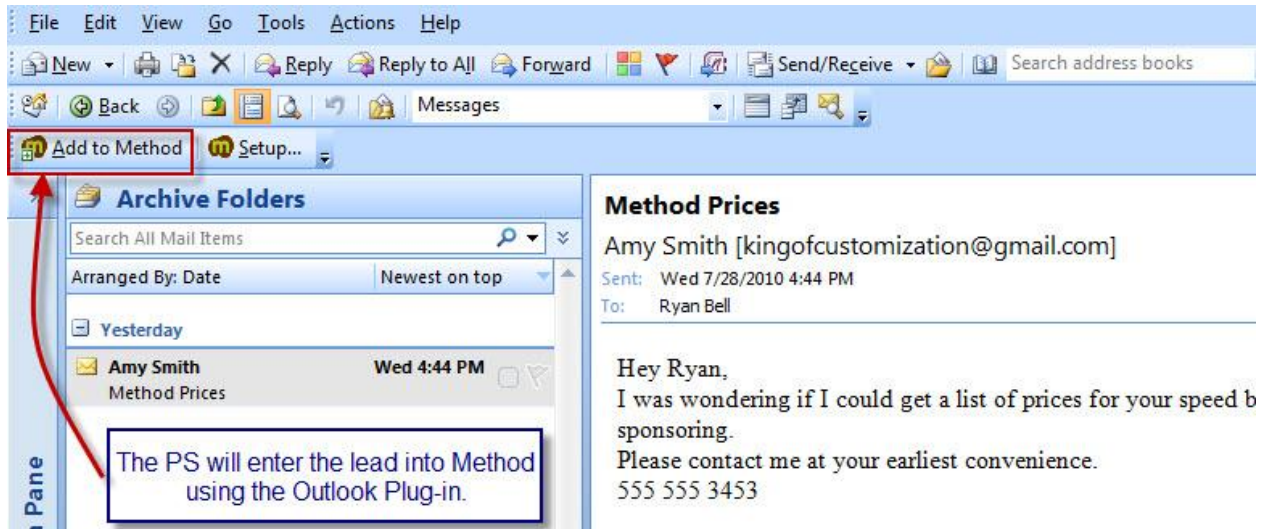 File Edit View Go Tools Actions Help
New Reply Reply to All Forward Send/Receive Search address books
Back Messages
Add to Method Setup...
Archive Folders
Search All Mail Items
Arranged By: Date Newest on top
Yesterday
Amy Smith Wed 4:44 PM
Method Prices
The PS will enter the lead into Method
using the Outlook Plug-in.
Pane
Method Prices
Amy Smith [kingofcustomization@gmail.com]
Sent: Wed 7/28/2010 4:44 PM
To: Ryan Bell
Hey Ryan,
I was wondering if I could get a list of prices for your speed b
sponsoring.
Please contact me at your earliest convenience.
555 555 3453